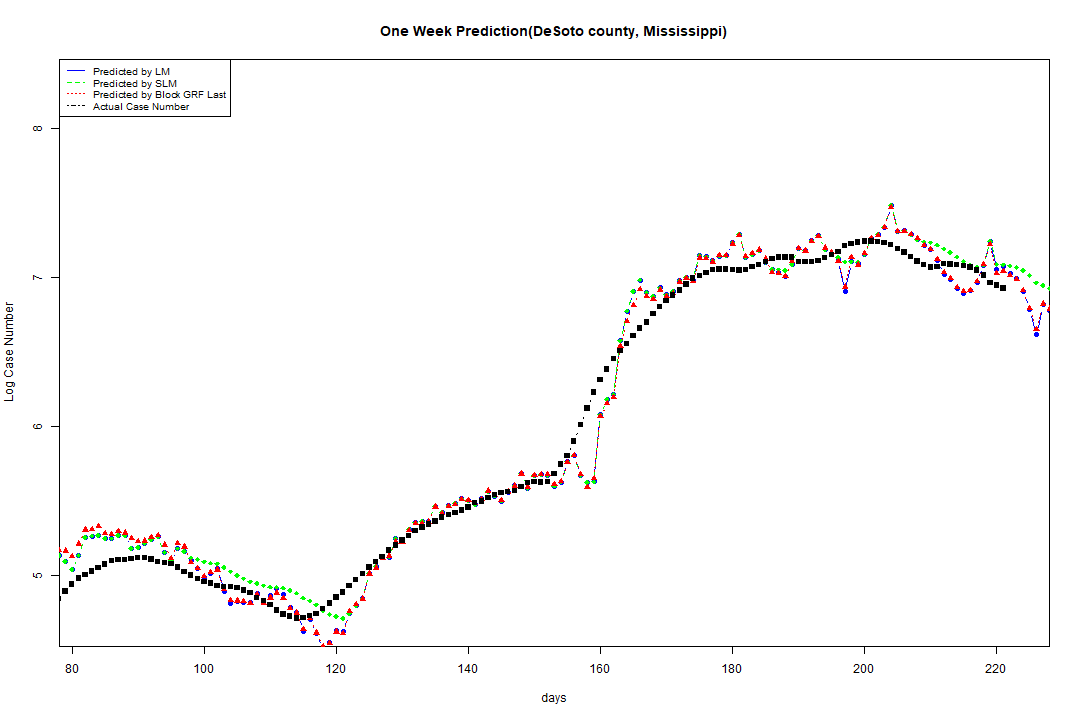 One Week Prediction(DeSoto county, Mississippi)
Predicted by LM
Predicted by SLM
Predicted by Block GRF Last
Actual Case Number
8
7
6
5
Log Case Number
80 100 120 140 160 180 200 220
days